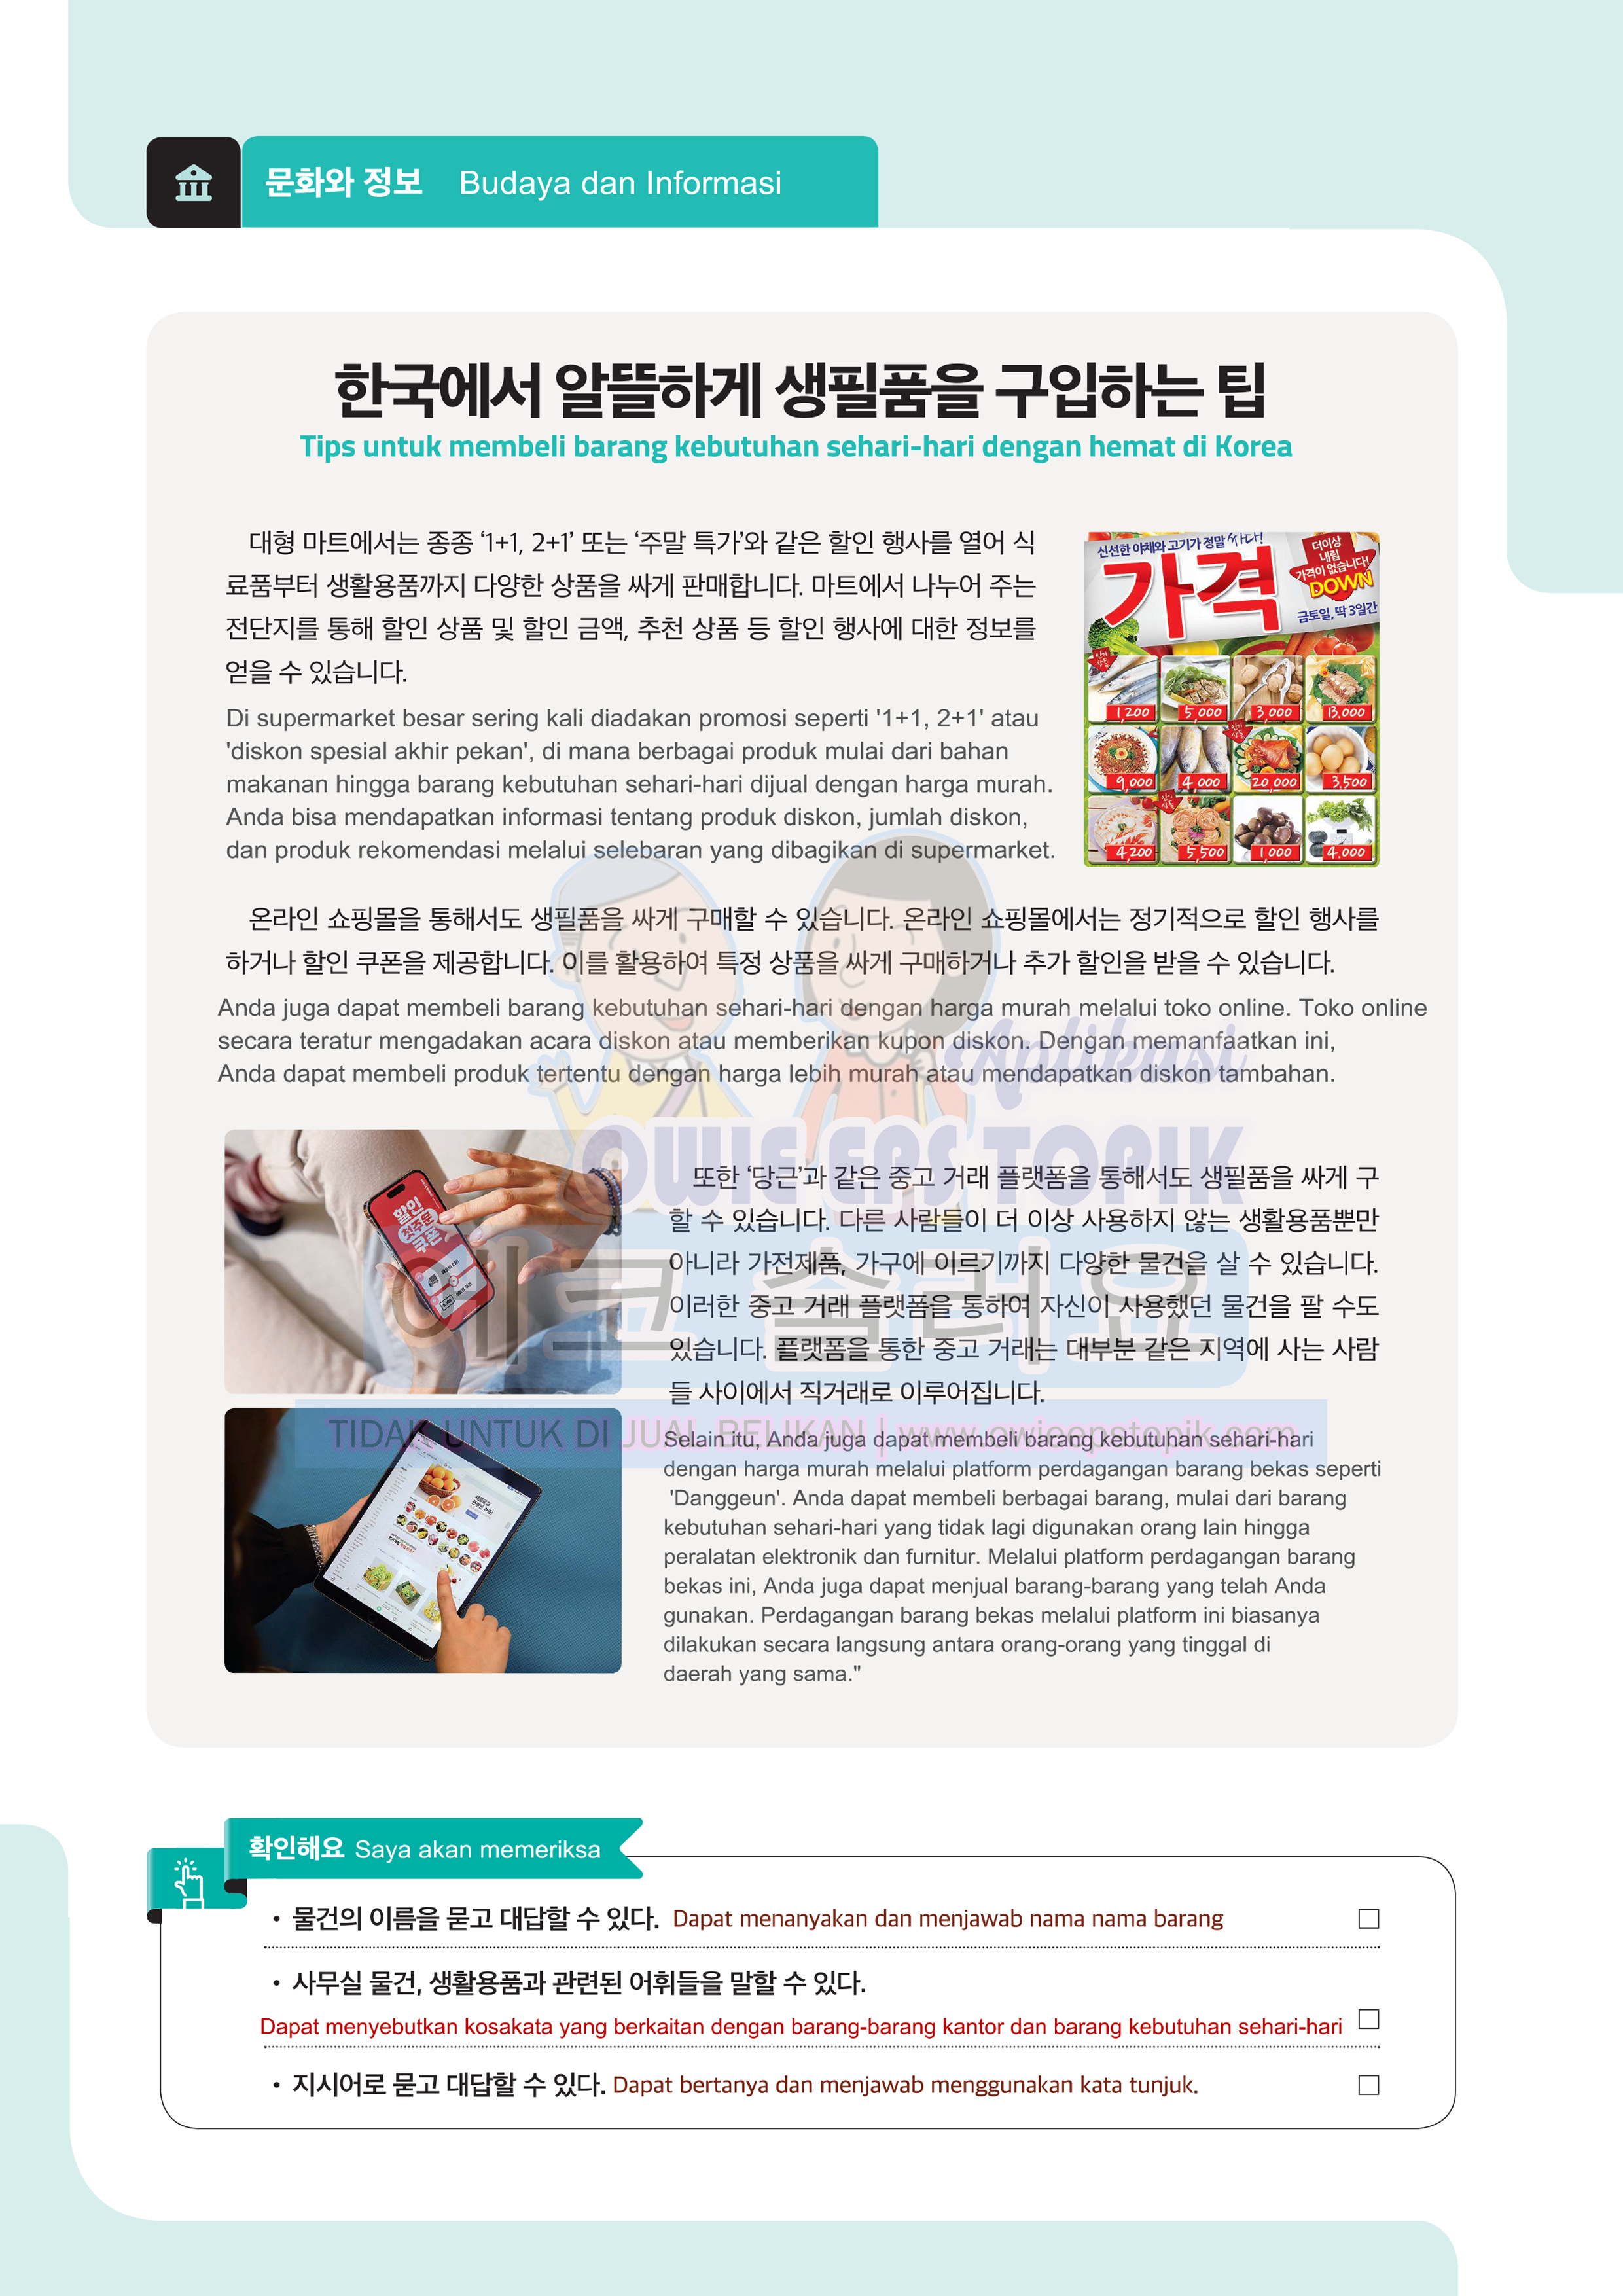 문화와 정보 Budaya dan Informasi
한국에서 알뜰하게 생필품을 구입하는 팁
Tips untuk membeli barang kebutuhan sehari-hari dengan hemat di Korea
대형 마트에서는 종종 ‘1+1, 2+1’ 또는 ‘주말 특가’와 같은 할인 행사를 열어 식
료품부터 생활용품까지 다양한 상품을 싸게 판매합니다. 마트에서 나누어 주는
전단지를 통해 할인 상품 및 할인 금액, 추천 상품 등 할인 행사에 대한 정보를
얻을 수 있습니다.
Di supermarket besar sering kali diadakan promosi seperti '1+1, 2+1' atau
'diskon spesial akhir pekan', di mana berbagai produk mulai dari bahan
makanan hingga barang kebutuhan sehari-hari dijual dengan harga murah.
Anda bisa mendapatkan informasi tentang produk diskon, jumlah diskon,
dan produk rekomendasi melalui selebaran yang dibagikan di supermarket.
신선한 야채와 고기가 정말 싸다!
가격
더이상
내릴
가격이 없습니다!
DOWN
금토일, 딱 3일간
1,200 5,000 3,000 13,000
9,000 4,000 20,000 3,500
4,200 5,500 1,000 4,000
온라인 쇼핑몰을 통해서도 생필품을 싸게 구매할 수 있습니다. 온라인 쇼핑몰에서는 정기적으로 할인 행사를
하거나 할인 쿠폰을 제공합니다. 이를 활용하여 특정 상품을 싸게 구매하거나 추가 할인을 받을 수 있습니다.
Anda juga dapat membeli barang kebutuhan sehari-hari dengan harga murah melalui toko online. Toko online
secara teratur mengadakan acara diskon atau memberikan kupon diskon. Dengan memanfaatkan ini,
Anda dapat membeli produk tertentu dengan harga lebih murah atau mendapatkan diskon tambahan.
Aplikasi
OWIE EPS TOPIK
에크 슬러요
TIDAK UNTUK DI JUAL BELIKAN | www.owieepstopik.com
할인
첫주문
쿠폰
또한 ‘당근’과 같은 중고 거래 플랫폼을 통해서도 생필품을 싸게 구
할 수 있습니다. 다른 사람들이 더 이상 사용하지 않는 생활용품뿐만
아니라 가전제품, 가구에 이르기까지 다양한 물건을 살 수 있습니다.
이러한 중고 거래 플랫폼을 통하여 자신이 사용했던 물건을 팔 수도
있습니다. 플랫폼을 통한 중고 거래는 대부분 같은 지역에 사는 사람
들 사이에서 직거래로 이루어집니다.
Selain itu, Anda juga dapat membeli barang kebutuhan sehari-hari
dengan harga murah melalui platform perdagangan barang bekas seperti
'Danggeun'. Anda dapat membeli berbagai barang, mulai dari barang
kebutuhan sehari-hari yang tidak lagi digunakan orang lain hingga
peralatan elektronik dan furnitur. Melalui platform perdagangan barang
bekas ini, Anda juga dapat menjual barang-barang yang telah Anda
gunakan. Perdagangan barang bekas melalui platform ini biasanya
dilakukan secara langsung antara orang-orang yang tinggal di
daerah yang sama."
확인해요 Saya akan memeriksa
• 물건의 이름을 묻고 대답할 수 있다. Dapat menanyakan dan menjawab nama nama barang
• 사무실 물건, 생활용품과 관련된 어휘들을 말할 수 있다.
Dapat menyebutkan kosakata yang berkaitan dengan barang-barang kantor dan barang kebutuhan sehari-hari
• 지시어로 묻고 대답할 수 있다. Dapat bertanya dan menjawab menggunakan kata tunjuk.